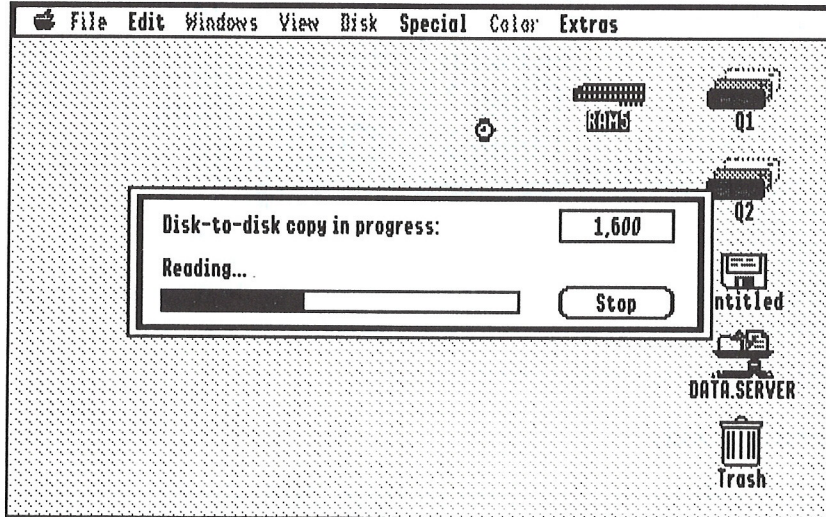 File Edit Windows View Disk Special Color Extras
RAM5
Q1
Q2
Disk-to-disk copy in progress:
1,600
Reading...
Stop
ntitled
DATA.SERVER
Trash